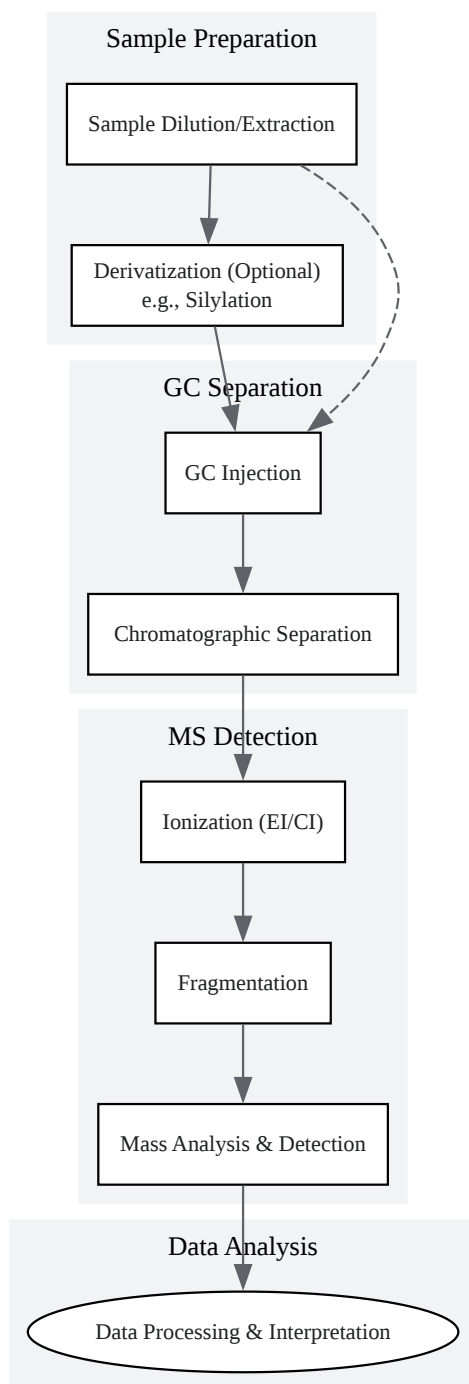 Sample Preparation
Sample Dilution/Extraction
Derivatization (Optional)
e.g., Silylation
GC Separation
GC Injection
Chromatographic Separation
MS Detection
Ionization (EI/CI)
Fragmentation
Mass Analysis & Detection
Data Analysis
Data Processing & Interpretation